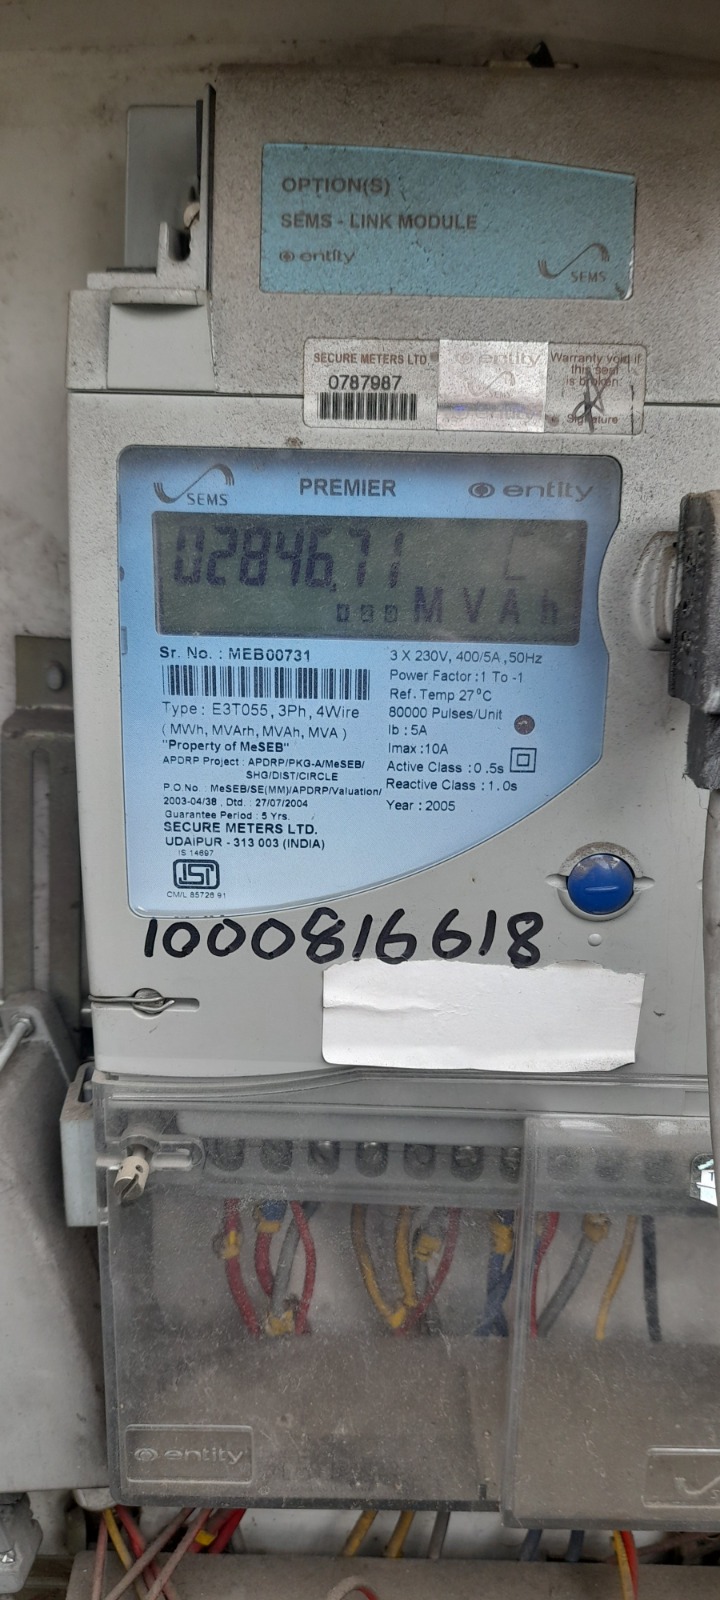 OPTION(S)
SEMS - LINK MODULE
entity
SEMS
SECURE METERS LTD
0787987
entity
Warranty void if
this seal
is broken
Signature
SEMS
PREMIER
entity
02846.71 C
MVAh
Sr. No. : MEB00731
Type : E3T055, 3Ph, 4Wire
( MWh, MVArh, MVAh, MVA )
"Property of MeSEB"
APDRP Project : APDRP/PKG-A/MeSEB/
SHG/DIST/CIRCLE
P.O.No. : MeSEB/SE(MM)/APDRP/Valuation/
2003-04/38 , Dtd. : 27/07/2004
Guarantee Period : 5 Yrs.
SECURE METERS LTD.
UDAIPUR - 313 003 (INDIA)
IS 14697
ISI
CM/L 85726 91
3 X 230V, 400/5A , 50Hz
Power Factor : 1 To -1
Ref. Temp 27°C
80000 Pulses/Unit
Ib : 5A
Imax : 10A
Active Class : 0.5s
Reactive Class : 1.0s
Year : 2005
1000816618
entity